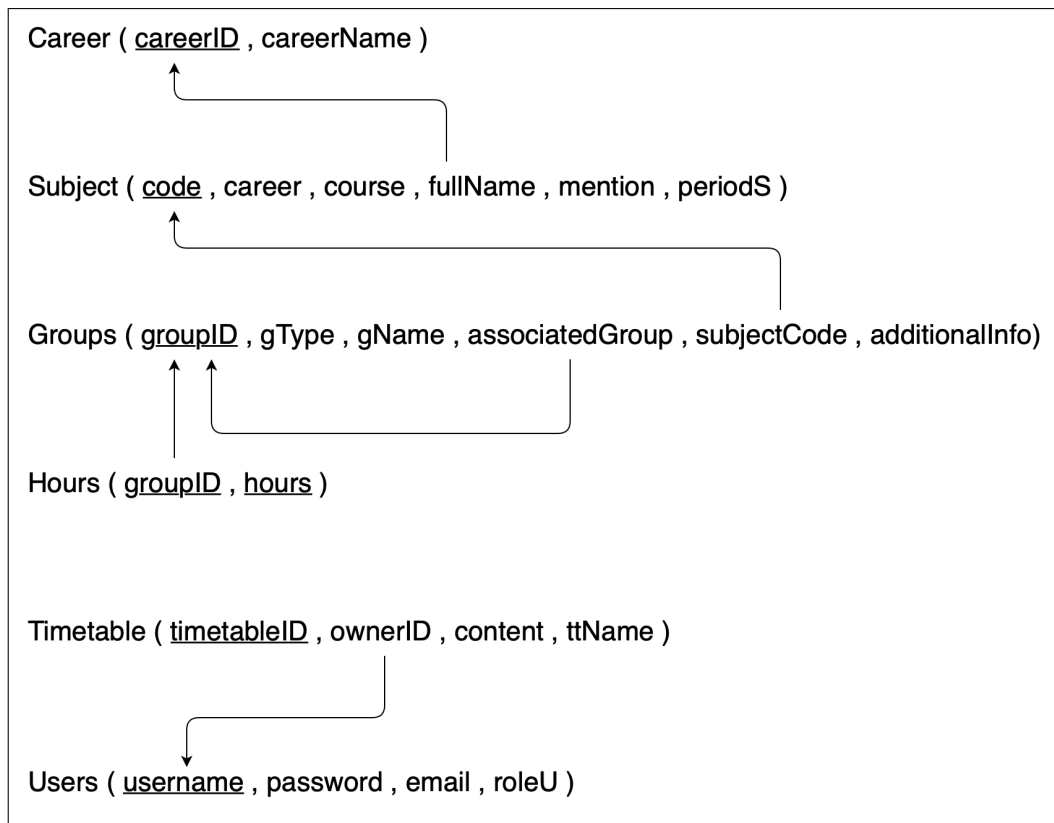 Career ( careerID , careerName )
Subject ( code , career , course , fullName , mention , periodS )
Groups ( groupID , gType , gName , associatedGroup , subjectCode , additionalInfo)
Hours ( groupID , hours )
Timetable ( timetableID , ownerID , content , ttName )
Users ( username , password , email , roleU )